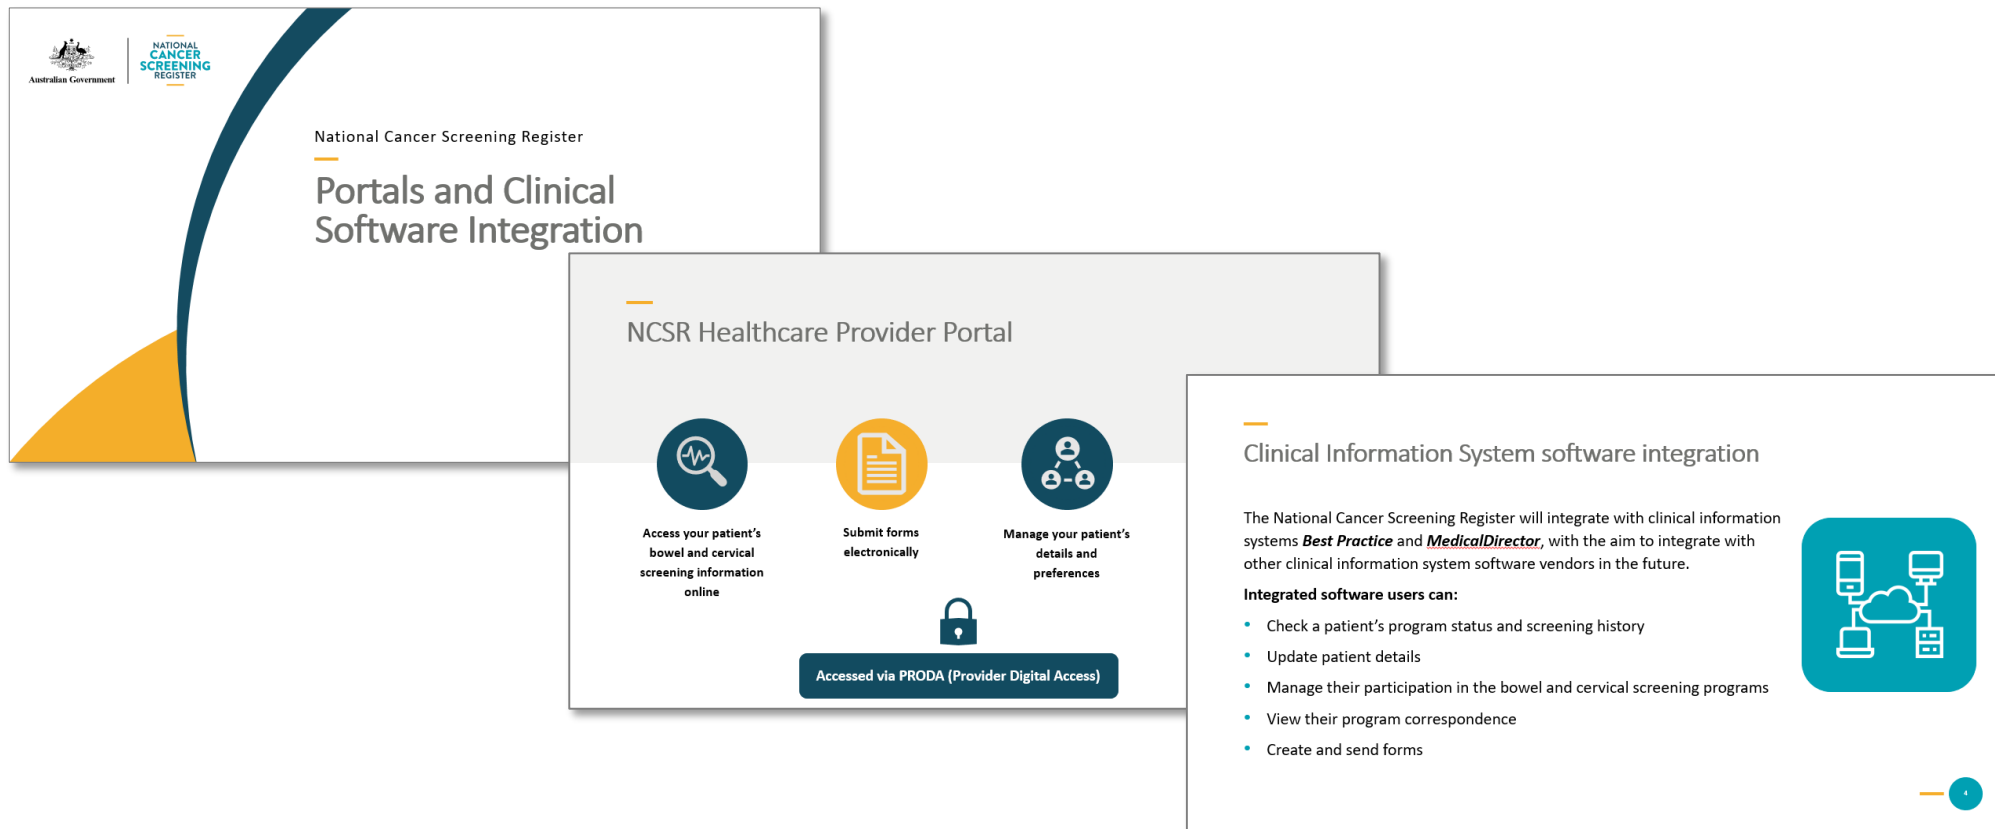 Australian Government
NATIONAL
CANCER
SCREENING
REGISTER
National Cancer Screening Register
Portals and Clinical
Software Integration
NCSR Healthcare Provider Portal
Access your patient’s
bowel and cervical
screening information
online
Submit forms
electronically
Manage your patient’s
details and
preferences
Accessed via PRODA (Provider Digital Access)
Clinical Information System software integration
The National Cancer Screening Register will integrate with clinical information
systems Best Practice and MedicalDirector, with the aim to integrate with
other clinical information system software vendors in the future.
Integrated software users can:
• Check a patient’s program status and screening history
• Update patient details
• Manage their participation in the bowel and cervical screening programs
• View their program correspondence
• Create and send forms
4